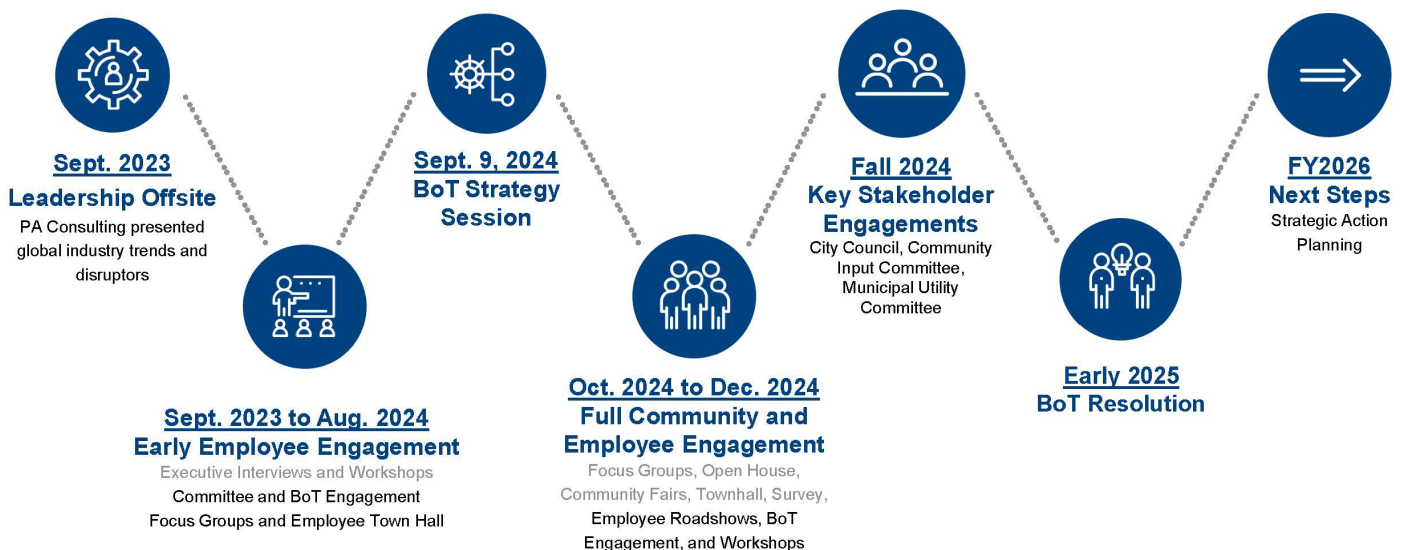 Sept. 2023
Leadership Offsite
PA Consulting presented
global industry trends and
disruptors
Sept. 2023 to Aug. 2024
Early Employee Engagement
Executive Interviews and Workshops
Committee and BoT Engagement
Focus Groups and Employee Town Hall
Sept. 9, 2024
BoT Strategy
Session
Oct. 2024 to Dec. 2024
Full Community and
Employee Engagement
Focus Groups, Open House,
Community Fairs, Townhall, Survey,
Employee Roadshows, BoT
Engagement, and Workshops
Fall 2024
Key Stakeholder
Engagements
City Council, Community
Input Committee,
Municipal Utility
Committee
Early 2025
BoT Resolution
FY2026
Next Steps
Strategic Action
Planning